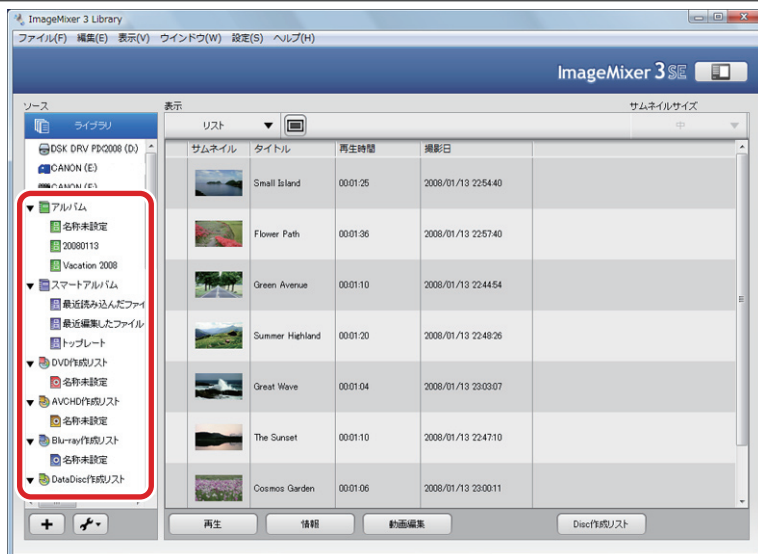 ImageMixer 3 Library
ファイル(F) 編集(E) 表示(V) ウインドウ(W) 設定(S) ヘルプ(H)
ImageMixer 3 SE
ソース
表示
サムネイルサイズ
ライブラリ
リスト
中
DSK DRV PDX2008 (D:)
CANON (E:)
CANON (F:)
アルバム
名称未設定
20080113
Vacation 2008
スマートアルバム
最近読み込んだファイ
最近編集したファイル
トップレート
DVD作成リスト
名称未設定
AVCHD作成リスト
名称未設定
Blu-ray作成リスト
名称未設定
DataDisc作成リスト
サムネイル タイトル 再生時間 撮影日
Small Island 00:01:25 2008/01/13 22:54:40
Flower Path 00:01:36 2008/01/13 22:57:40
Green Avenue 00:01:10 2008/01/13 22:44:54
Summer Highland 00:01:20 2008/01/13 22:48:26
Great Wave 00:01:04 2008/01/13 23:03:07
The Sunset 00:01:10 2008/01/13 22:47:10
Cosmos Garden 00:01:06 2008/01/13 23:00:11
再生
情報
動画編集
Disc作成リスト